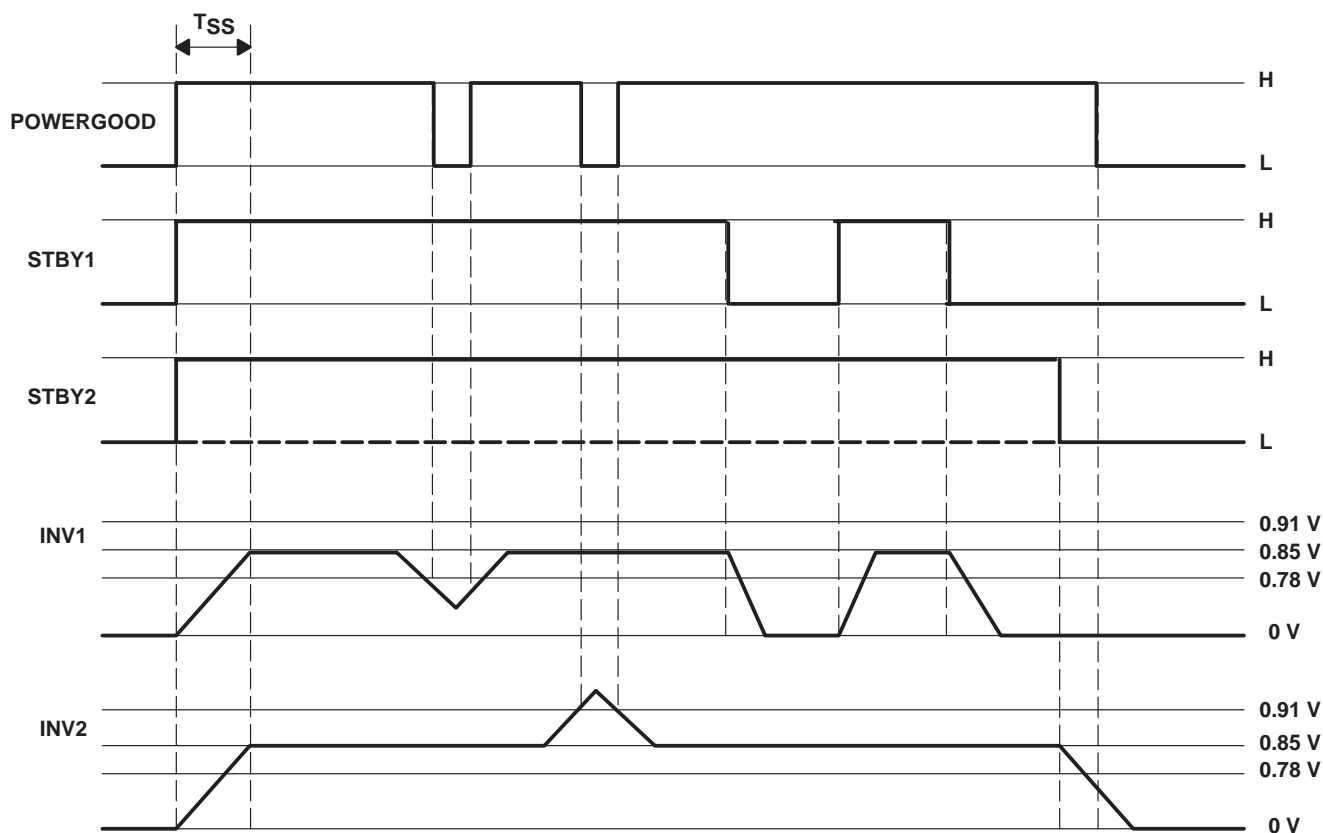 TSS
H
POWERGOOD
L
H
STBY1
L
H
STBY2
L
0.91 V
INV1
0.85 V
0.78 V
0 V
0.91 V
INV2
0.85 V
0.78 V
0 V